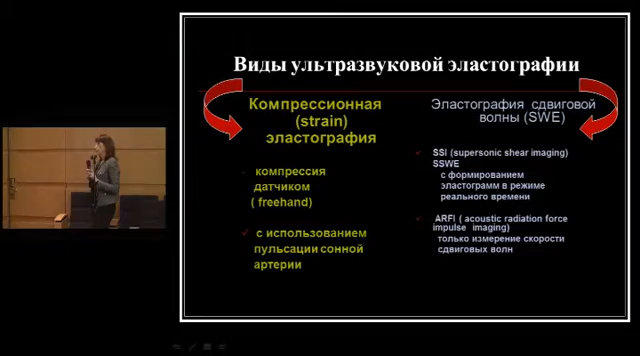 Виды ультразвуковой эластографии
Компрессионная
(strain)
эластография
компрессия
датчиком
( freehand)
с использованием
пульсации сонной
артерии
Эластография сдвиговой
волны (SWE)
SSI (supersonic shear imaging)
SSWE
с формированием
эластограмм в режиме
реального времени
ARFI ( acoustic radiation force
impulse imaging)
только измерение скорости
сдвиговых волн